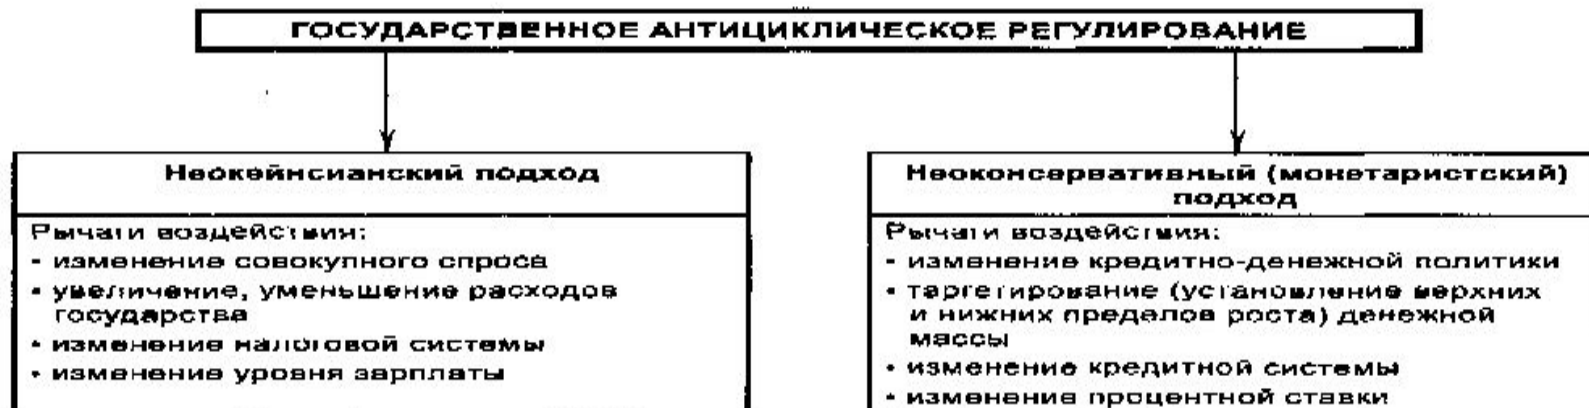 ГОСУДАРСТВЕННОЕ АНТИЦИКЛИЧЕСКОЕ РЕГУЛИРОВАНИЕ
Неокейнсианский подход
Рычаги воздействия:
- изменение совокупного спроса
• увеличение, уменьшение расходов
государства
• изменение налоговой системы
• изменение уровня зарплаты
Неоконсервативный (монетаристский)
подход
Рычаги воздействия:
- изменение кредитно-денежной политики
• таргетирование (установление верхних
и нижних пределов роста) денежной
массы
• изменение кредитной системы
• изменение процентной ставки